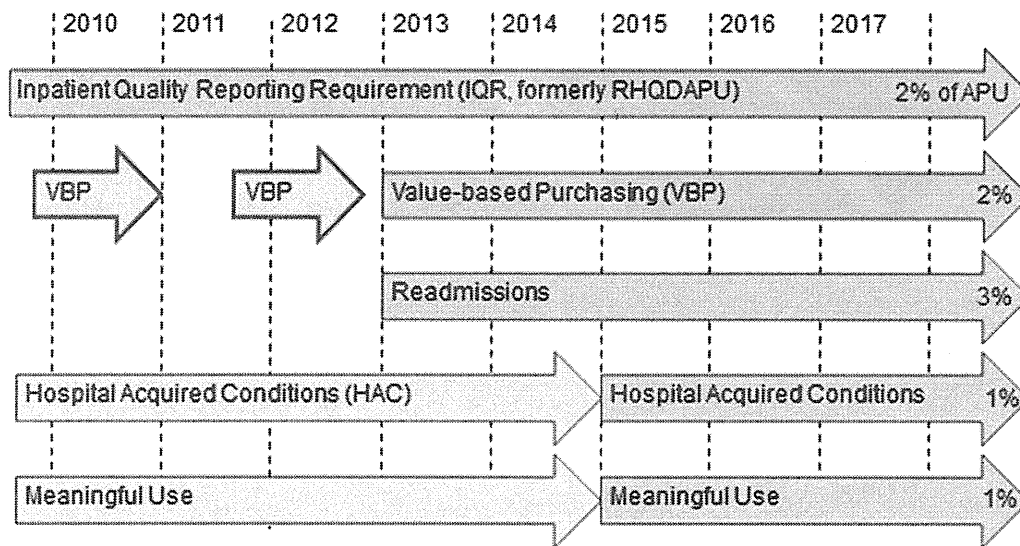 2010 2011 2012 2013 2014 2015 2016 2017
Inpatient Quality Reporting Requirement (IQR, formerly RHQDAPU) 2% of APU
VBP VBP Value-based Purchasing (VBP) 2%
Readmissions 3%
Hospital Acquired Conditions (HAC) Hospital Acquired Conditions 1%
Meaningful Use Meaningful Use 1%